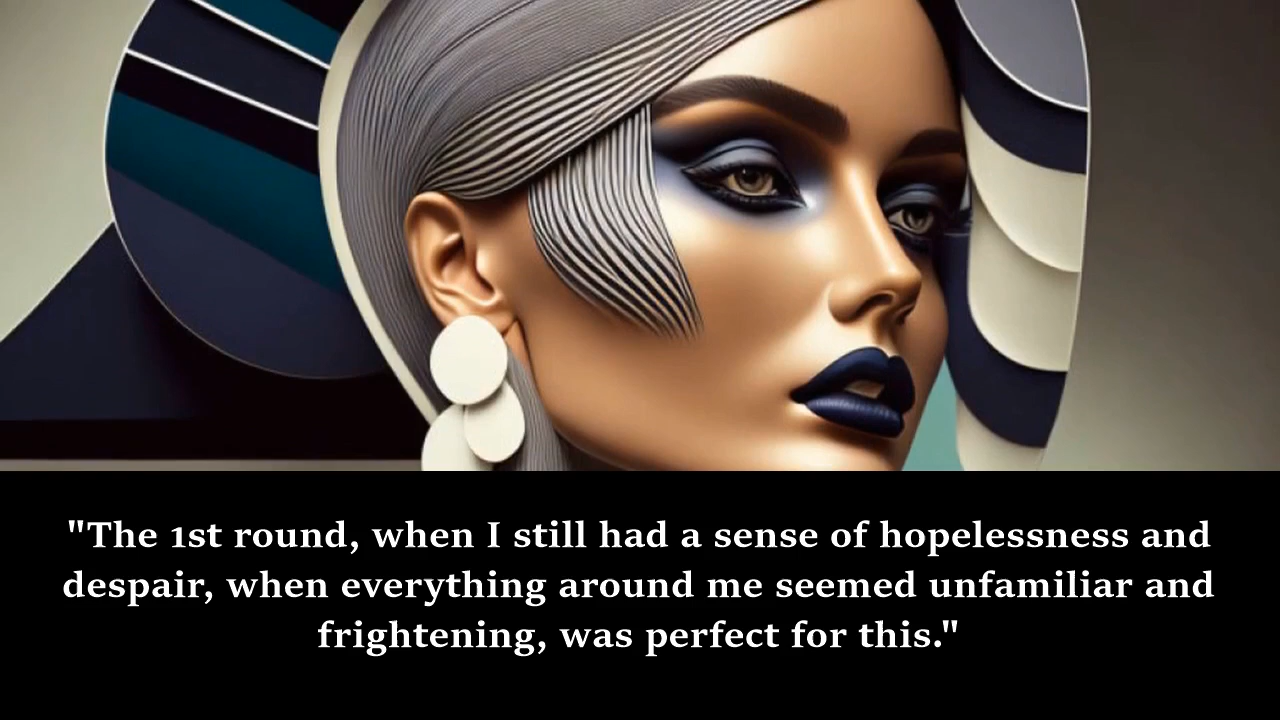 "The 1st round, when I still had a sense of hopelessness and
despair, when everything around me seemed unfamiliar and
frightening, was perfect for this."